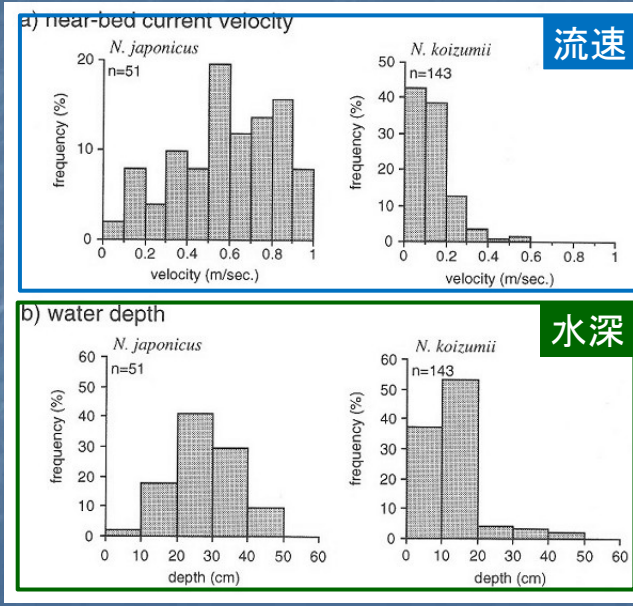 a) near-bed current velocity
流速
N. japonicus
n=51
20
10
0
frequency (%)
0 0.2 0.4 0.6 0.8 1
velocity (m/sec.)
N. koizumii
n=143
50
40
30
20
10
0
frequency (%)
0 0.2 0.4 0.6 0.8 1
velocity (m/sec.)
b) water depth
水深
N. japonicus
n=51
60
50
40
30
20
10
0
frequency (%)
0 10 20 30 40 50 60
depth (cm)
N. koizumii
n=143
60
50
40
30
20
10
0
frequency (%)
0 10 20 30 40 50 60
depth (cm)